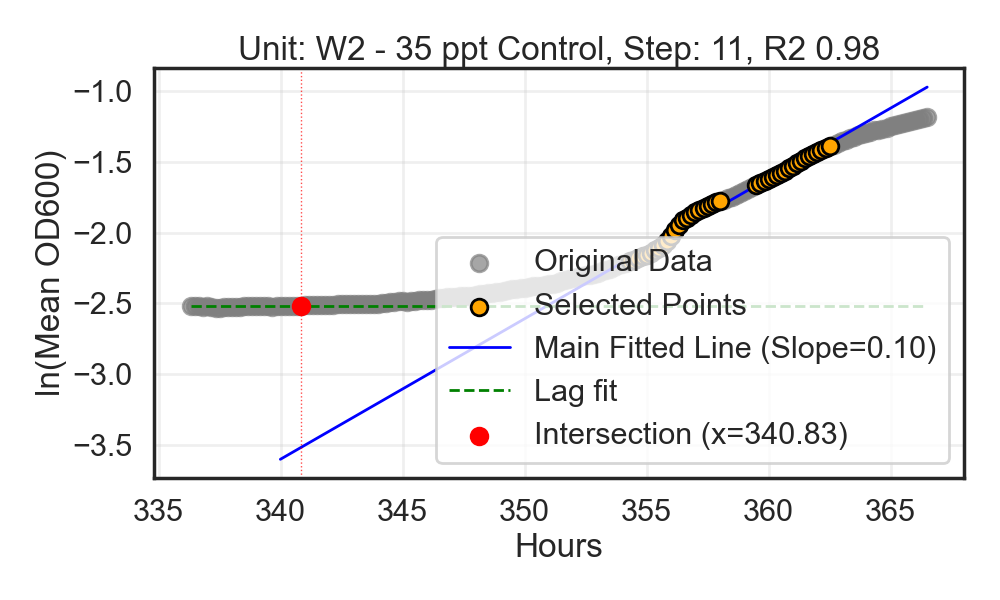 Unit: W2 - 35 ppt Control, Step: 11, R2 0.98
ln(Mean OD600)
−1.0
−1.5
−2.0
−2.5
−3.0
−3.5
Original Data
Selected Points
Main Fitted Line (Slope=0.10)
Lag fit
Intersection (x=340.83)
335 340 345 350 355 360 365
Hours